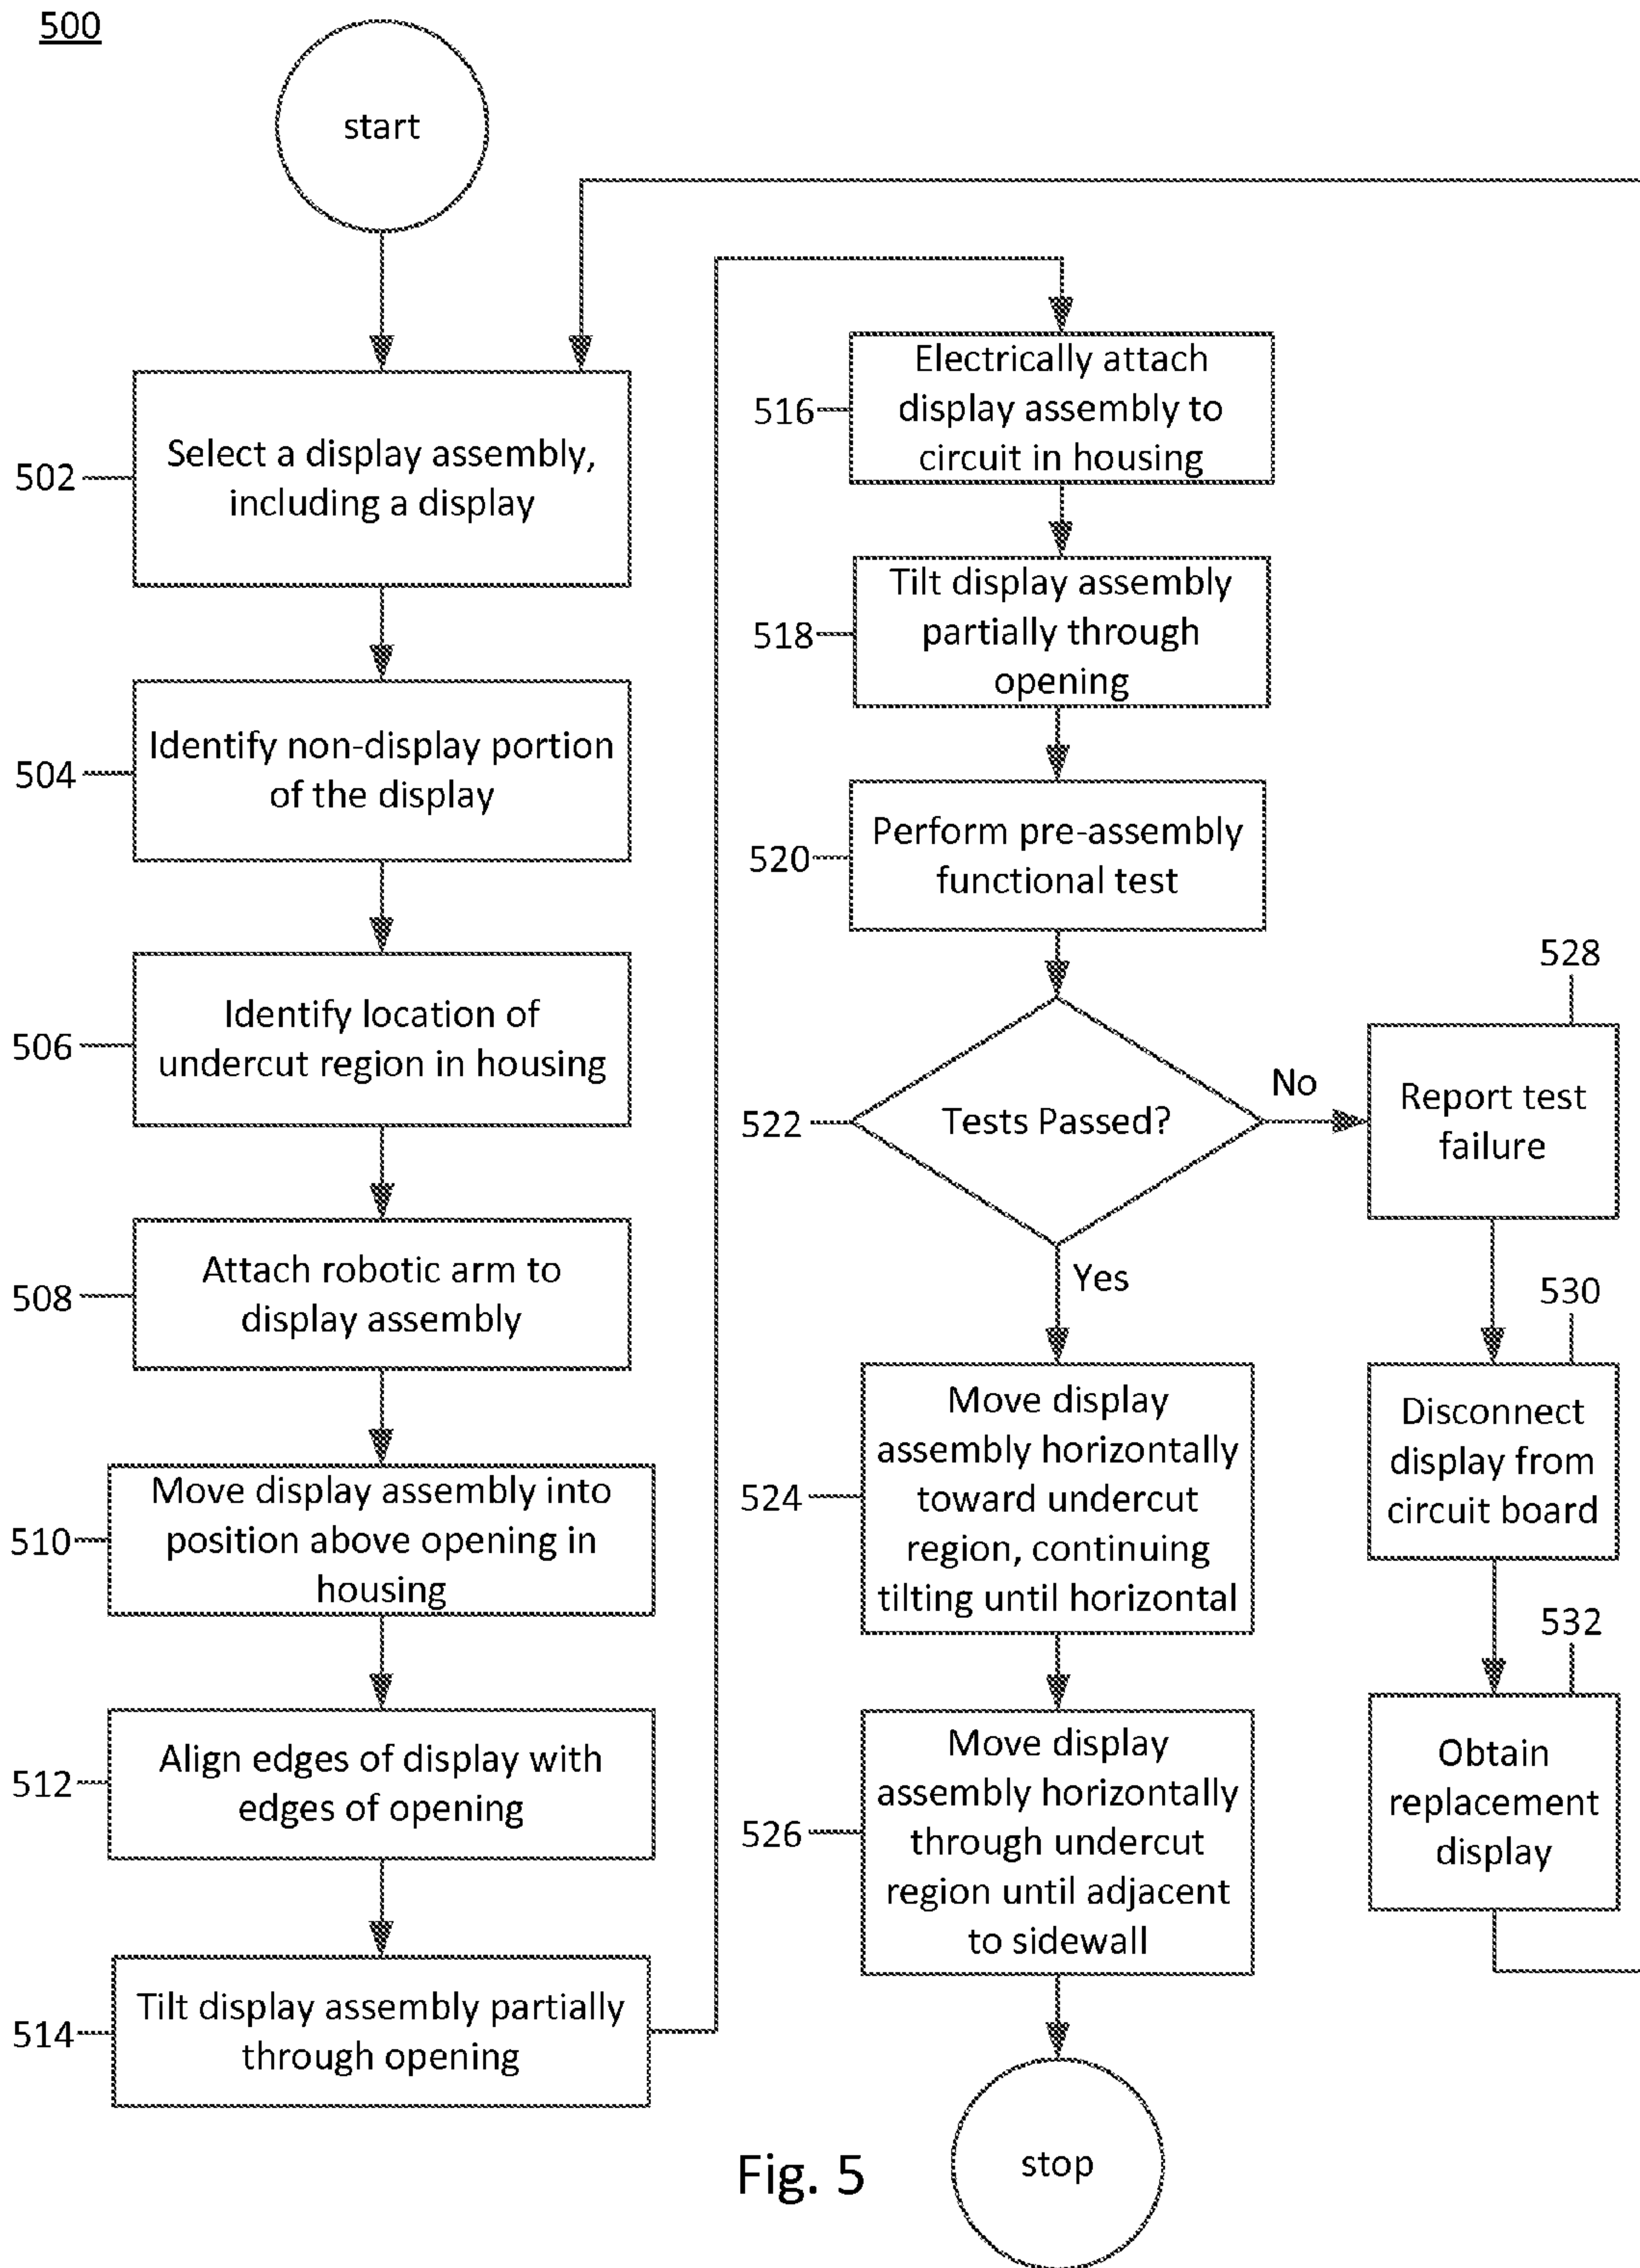 500
start
502
Select a display assembly,
including a display
504
Identify non-display portion
of the display
506
Identify location of
undercut region in housing
508
Attach robotic arm to
display assembly
510
Move display assembly into
position above opening in
housing
512
Align edges of display with
edges of opening
514
Tilt display assembly partially
through opening
516
Electrically attach
display assembly to
circuit in housing
518
Tilt display assembly
partially through
opening
520
Perform pre-assembly
functional test
522
Tests Passed?
No
Yes
524
Move display
assembly horizontally
toward undercut
region, continuing
tilting until horizontal
526
Move display
assembly horizontally
through undercut
region until adjacent
to sidewall
stop
528
Report test
failure
530
Disconnect
display from
circuit board
532
Obtain
replacement
display
Fig. 5